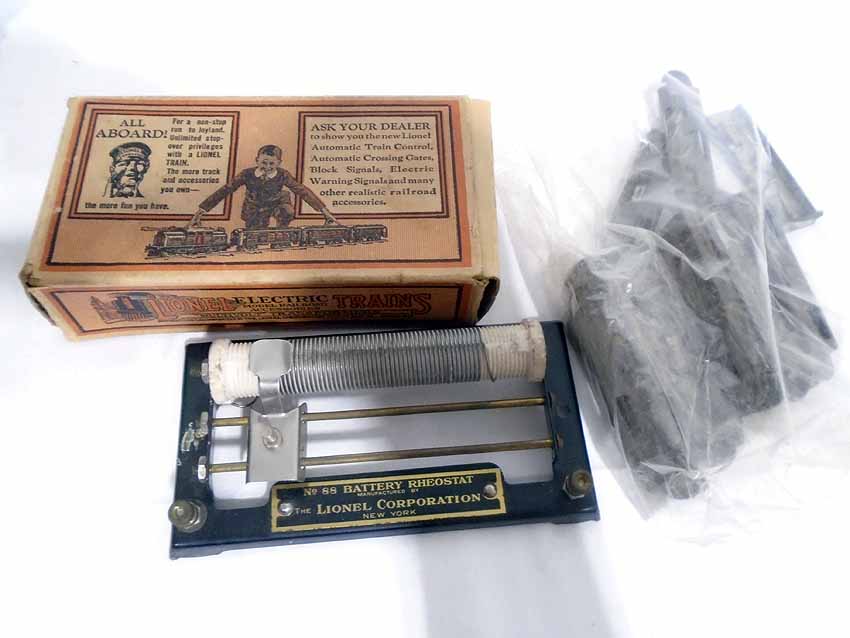 ALL
ABOARD!
For a non-stop
run to Joyland.
Unlimited stop-
over privileges
with a LIONEL
TRAIN.
The more track
and accessories
you own—
the more fun you have.
ASK YOUR DEALER
to show you the new Lionel
Automatic Train Control,
Automatic Crossing Gates,
Block Signals, Electric
Warning Signals and many
other realistic railroad
accessories.
LIONEL ELECTRIC TRAINS
MODEL RAILROAD
ACCESSORIES
No 88 BATTERY RHEOSTAT
MANUFACTURED BY
THE LIONEL CORPORATION
NEW YORK